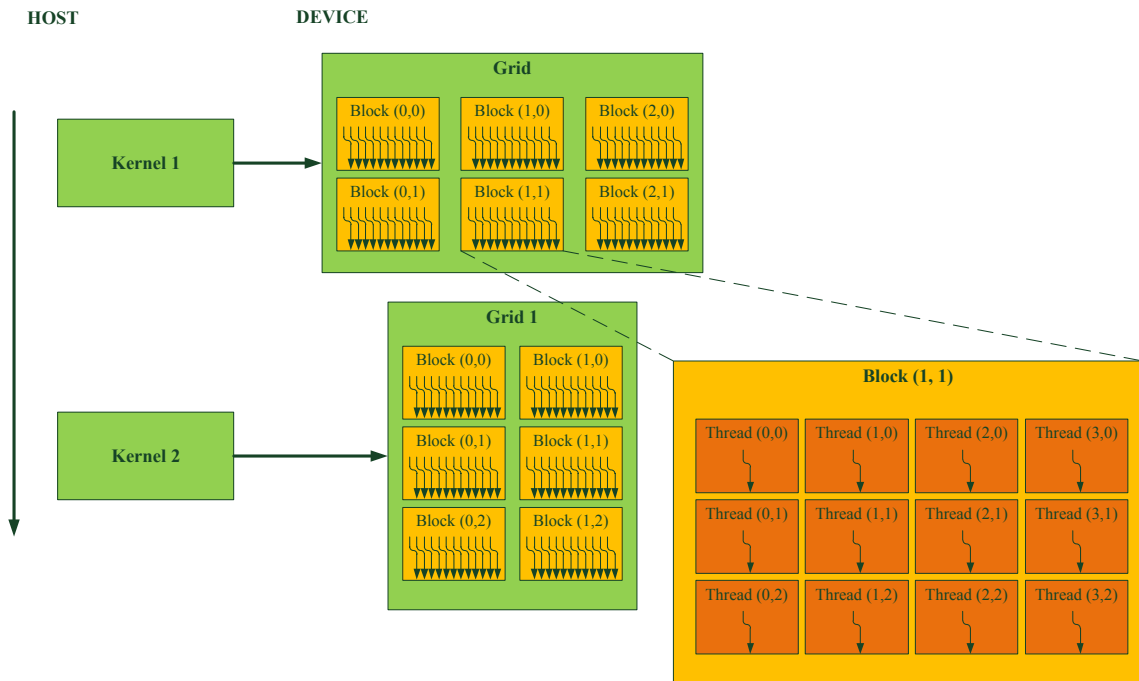 HOST
DEVICE
Grid
Block (0,0)
Block (1,0)
Block (2,0)
Kernel 1
Block (0,1)
Block (1,1)
Block (2,1)
Grid 1
Block (0,0)
Block (1,0)
Block (1, 1)
Kernel 2
Block (0,1)
Block (1,1)
Block (0,2)
Block (1,2)
Thread (0,0)
Thread (1,0)
Thread (2,0)
Thread (3,0)
Thread (0,1)
Thread (1,1)
Thread (2,1)
Thread (3,1)
Thread (0,2)
Thread (1,2)
Thread (2,2)
Thread (3,2)